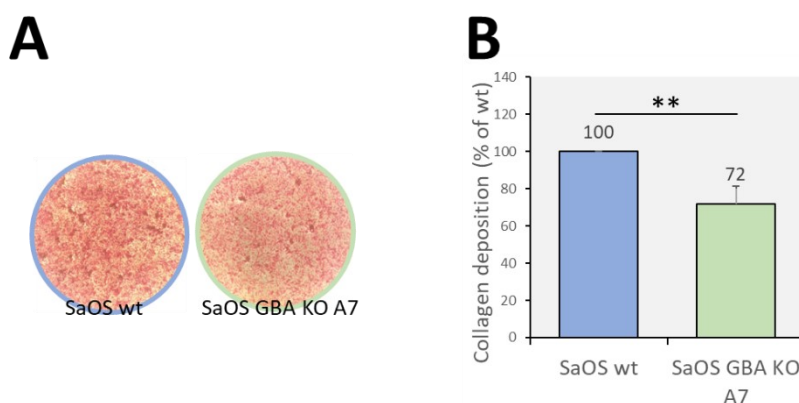 A
SaOS wt
SaOS GBA KO A7
B
Collagen deposition (% of wt)
140
120
100
80
60
40
20
0
**
100
72
SaOS wt
SaOS GBA KO
A7